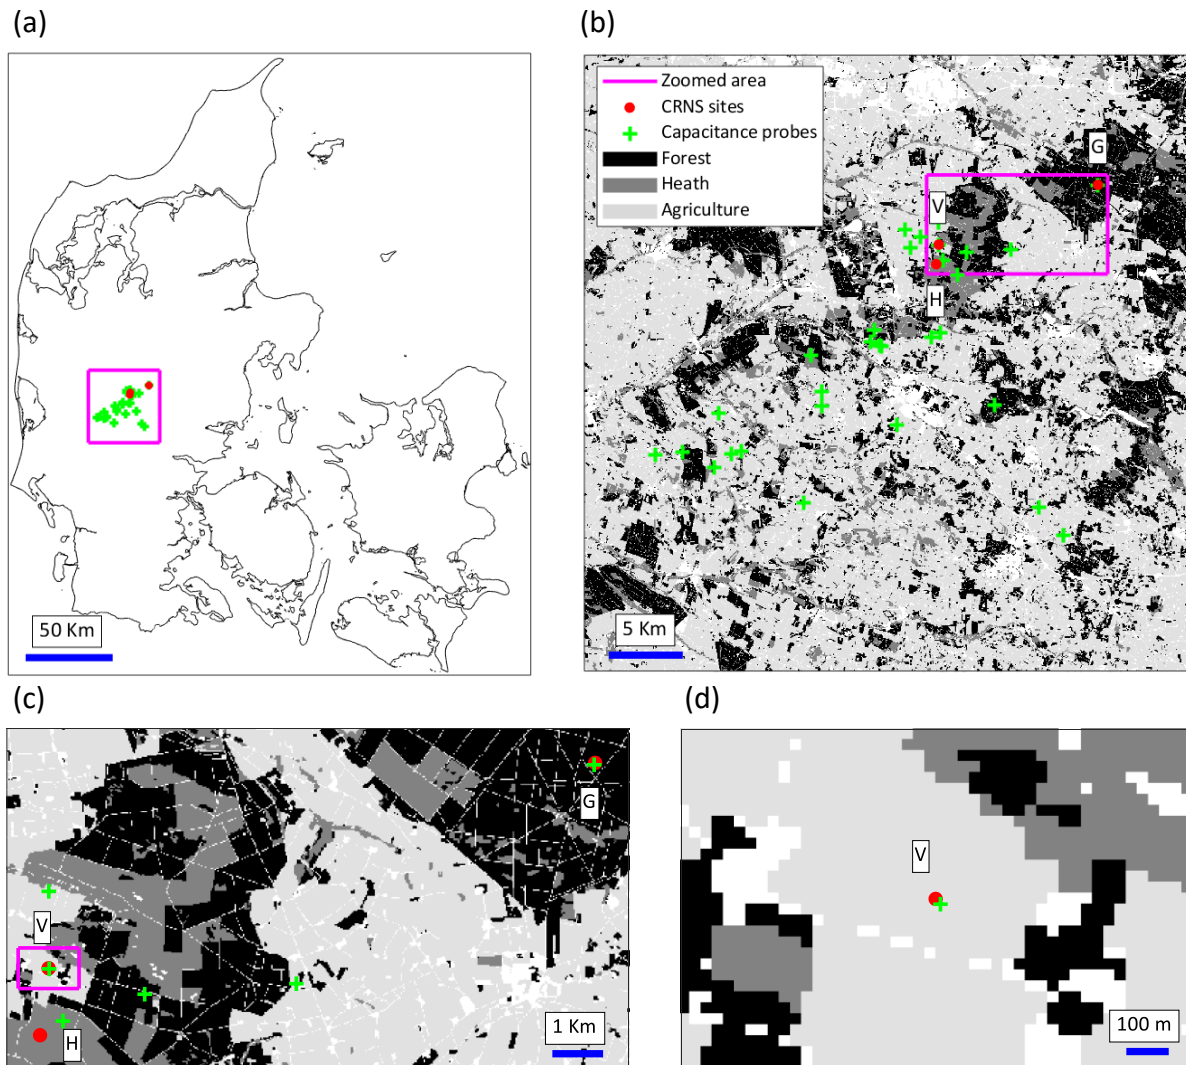 (a)
(b)
Zoomed area
CRNS sites
Capacitance probes
Forest
Heath
Agriculture
G
V
H
50 Km
5 Km
(c)
(d)
G
V
H
1 Km
V
100 m